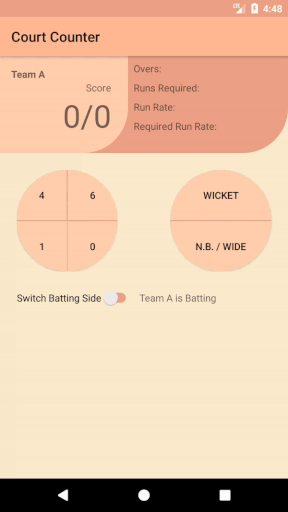 4:48
Court Counter
Team A
Score
0/0
Overs:
Runs Required:
Run Rate:
Required Run Rate:
4 6
1 0
WICKET
N.B. / WIDE
Switch Batting Side
Team A is Batting